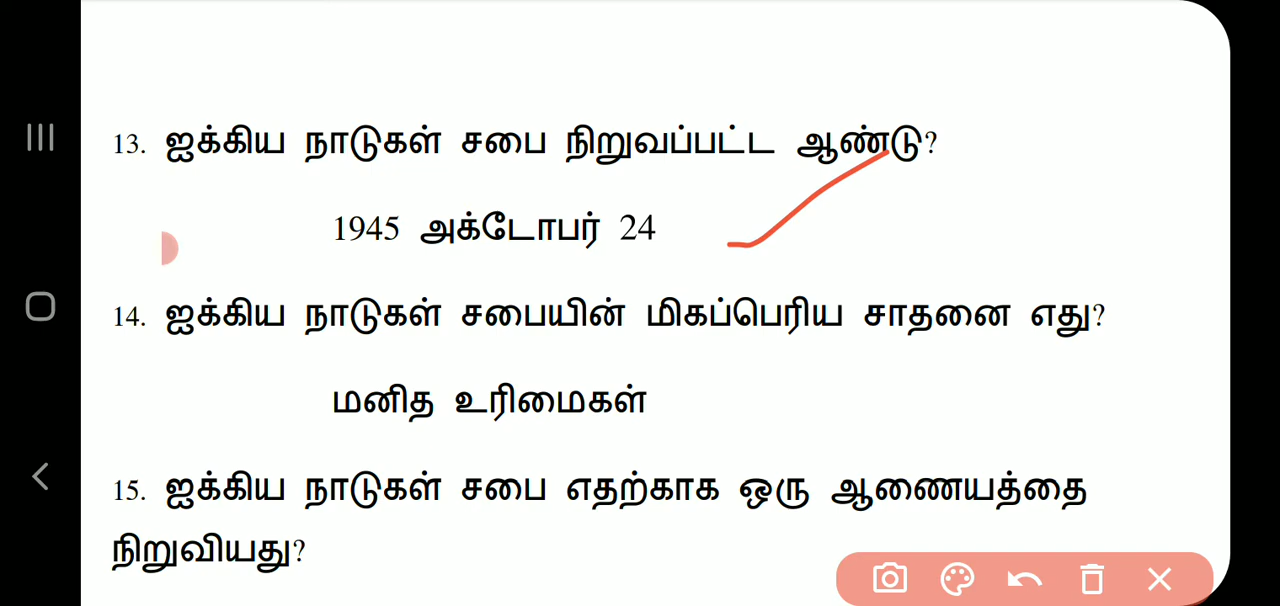 13. ஐக்கிய நாடுகள் சபை நிறுவப்பட்ட ஆண்டு?
1945 அக்டோபர் 24
14. ஐக்கிய நாடுகள் சபையின் மிகப்பெரிய சாதனை எது?
மனித உரிமைகள்
15. ஐக்கிய நாடுகள் சபை எதற்காக ஒரு ஆணையத்தை
நிறுவியது?